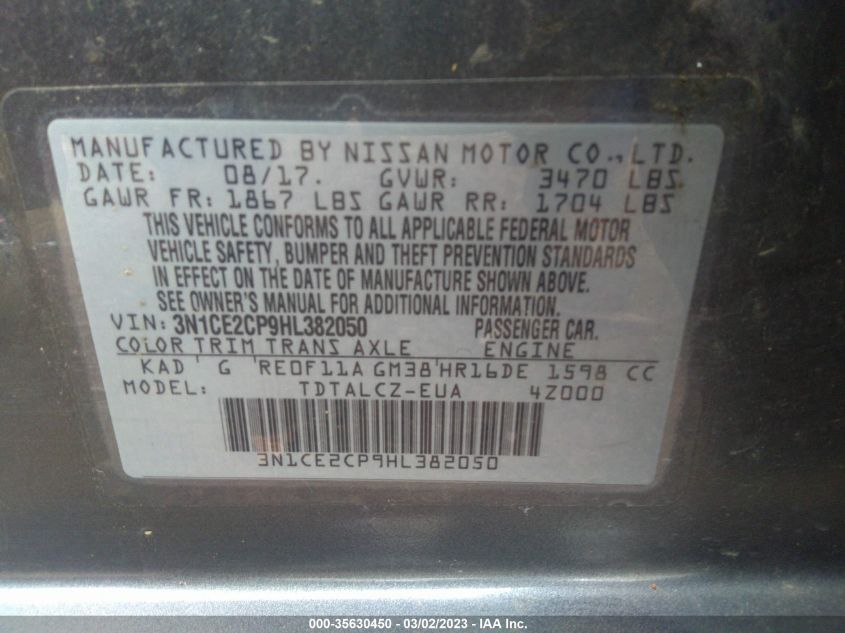 MANUFACTURED BY NISSAN MOTOR CO., LTD.
DATE: 08/17. GVWR: 3470 LBS
GAWR FR: 1867 LBS GAWR RR: 1704 LBS
THIS VEHICLE CONFORMS TO ALL APPLICABLE FEDERAL MOTOR
VEHICLE SAFETY, BUMPER AND THEFT PREVENTION STANDARDS
IN EFFECT ON THE DATE OF MANUFACTURE SHOWN ABOVE.
SEE OWNER'S MANUAL FOR ADDITIONAL INFORMATION.
VIN: 3N1CE2CP9HL382050 PASSENGER CAR.
COLOR TRIM TRANS AXLE ENGINE
KAD ' G 'RE0F11A GM38'HR16DE 1598 CC
MODEL: TDTALCZ-EUA 4Z000
3N1CE2CP9HL382050
000-35630450 - 03/02/2023 - IAA Inc.